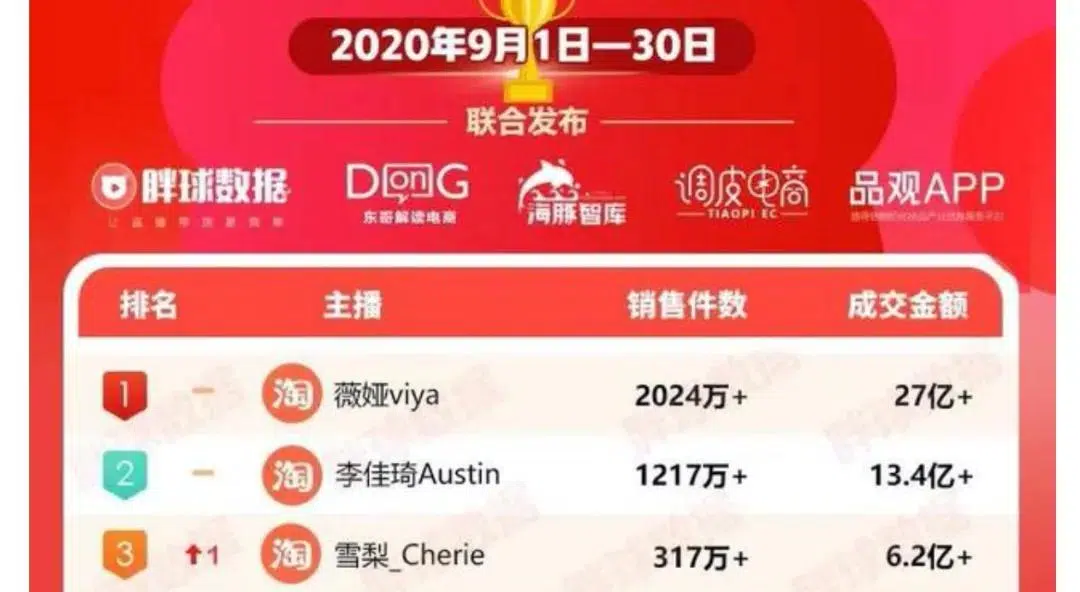 2020年9月1日—30日
联合发布
胖球数据 DonG 海豚智库 调皮电商 品观APP
东哥解读电商 TIAOPI EC
排名 主播 销售件数 成交金额
1 – 淘 薇娅viya 2024万+ 27亿+
2 – 淘 李佳琦Austin 1217万+ 13.4亿+
3 ↑1 淘 雪梨_Cherie 317万+ 6.2亿+